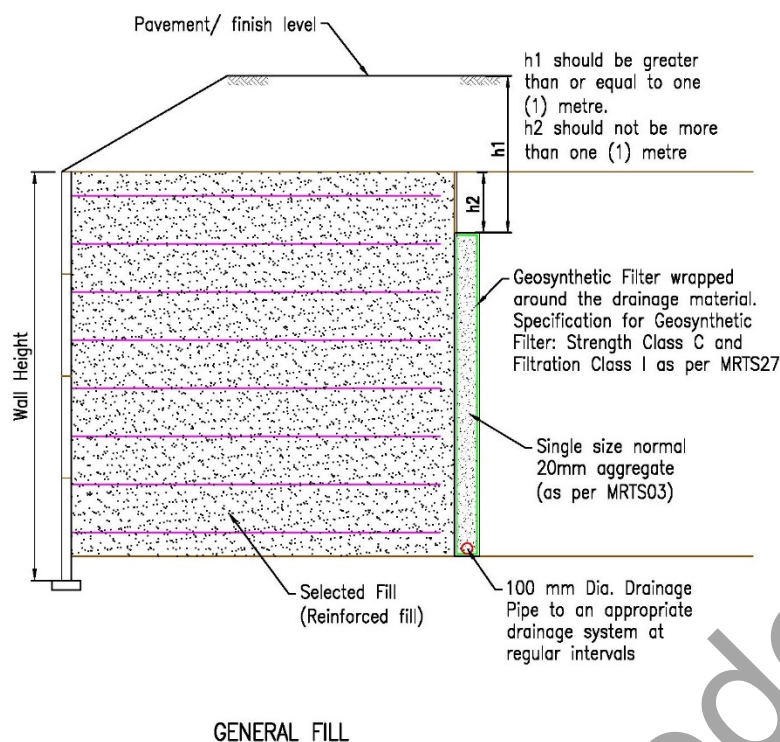 Pavement/ finish level
h1 should be greater
than or equal to one
(1) metre.
h2 should not be more
than one (1) metre
h1
h2
Wall Height
Geosynthetic Filter wrapped
around the drainage material.
Specification for Geosynthetic
Filter: Strength Class C and
Filtration Class I as per MRTS27
Single size normal
20mm aggregate
(as per MRTS03)
Selected Fill
(Reinforced fill)
100 mm Dia. Drainage
Pipe to an appropriate
drainage system at
regular intervals
GENERAL FILL